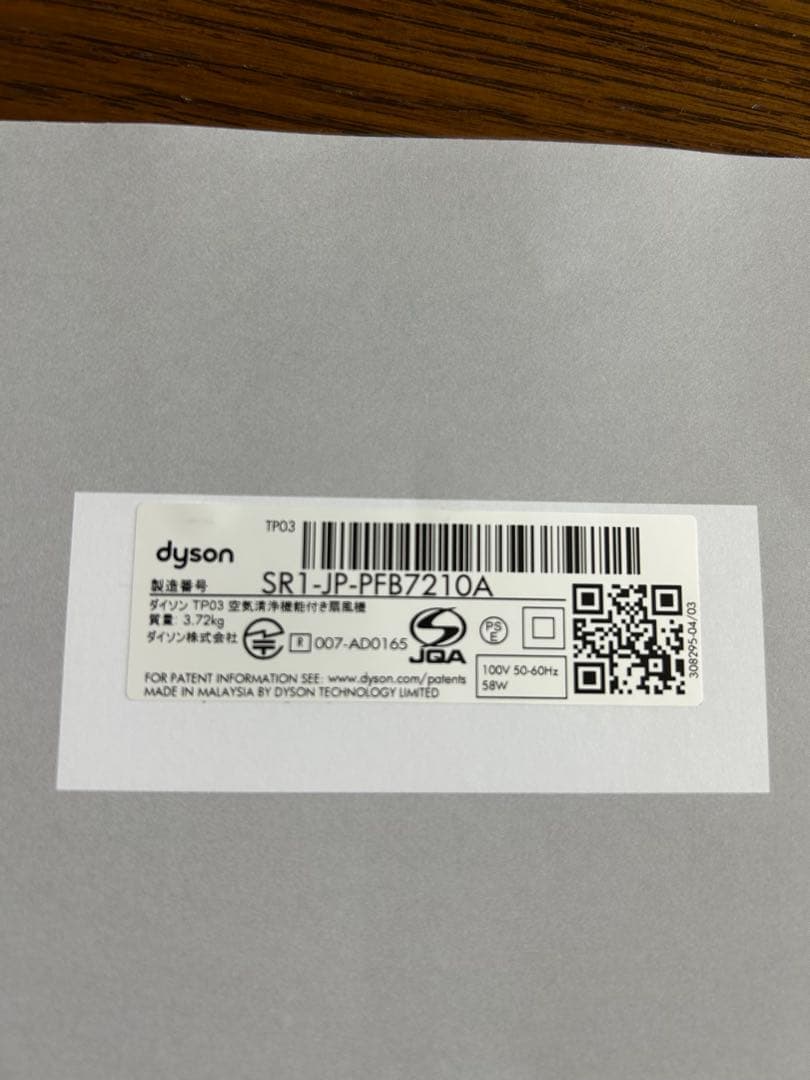 TP03
dyson
製造番号 SR1-JP-PFB7210A
ダイソン TP03 空気清浄機能付き扇風機
質量: 3.72kg
ダイソン株式会社
R 007-AD0165
JQA
PS
E
100V 50-60Hz
58W
FOR PATENT INFORMATION SEE: www.dyson.com/patents
MADE IN MALAYSIA BY DYSON TECHNOLOGY LIMITED
308295-04/03